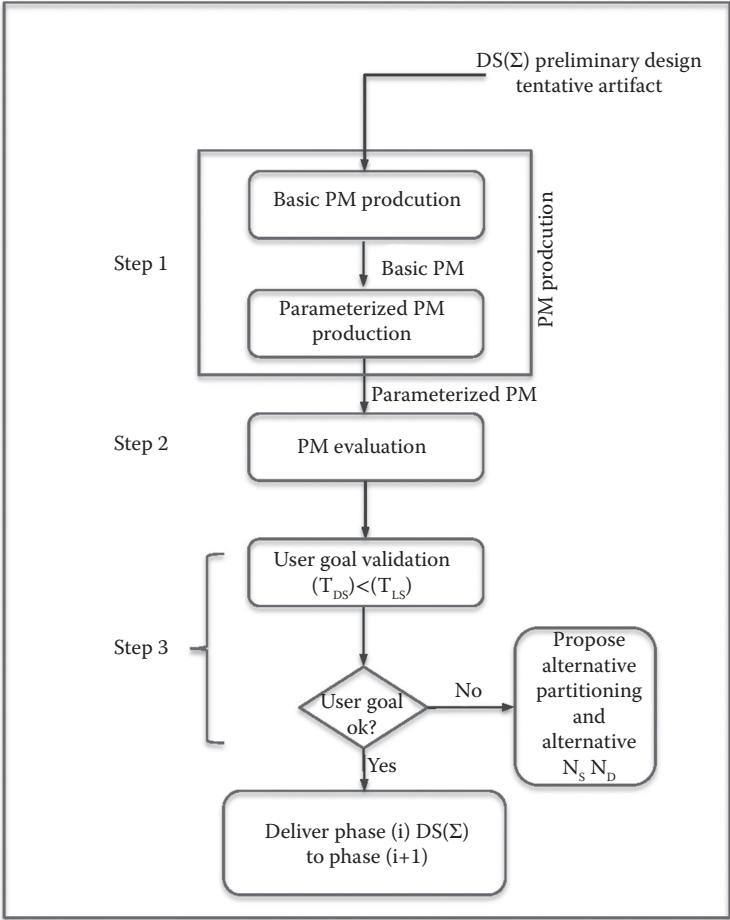 DS(Σ) preliminary design
tentative artifact
Basic PM prodcution
PM prodcution
Step 1
Basic PM
Parameterized PM
production
Parameterized PM
Step 2
PM evaluation
User goal validation
(T_DS)<(T_LS)
Step 3
Propose
alternative
partitioning
and
alternative
N_S N_D
User goal
ok?
No
Yes
Deliver phase (i) DS(Σ)
to phase (i+1)